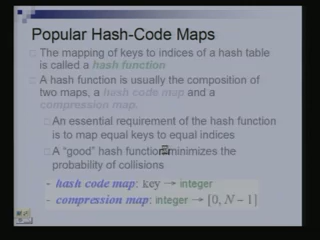 Popular Hash-Code Maps
The mapping of keys to indices of a hash table
is called a hash function
A hash function is usually the composition of
two maps, a hash code map and a
compression map.
An essential requirement of the hash function
is to map equal keys to equal indices
A "good" hash function minimizes the
probability of collisions
- hash code map: key → integer
- compression map: integer → [0, N − 1]